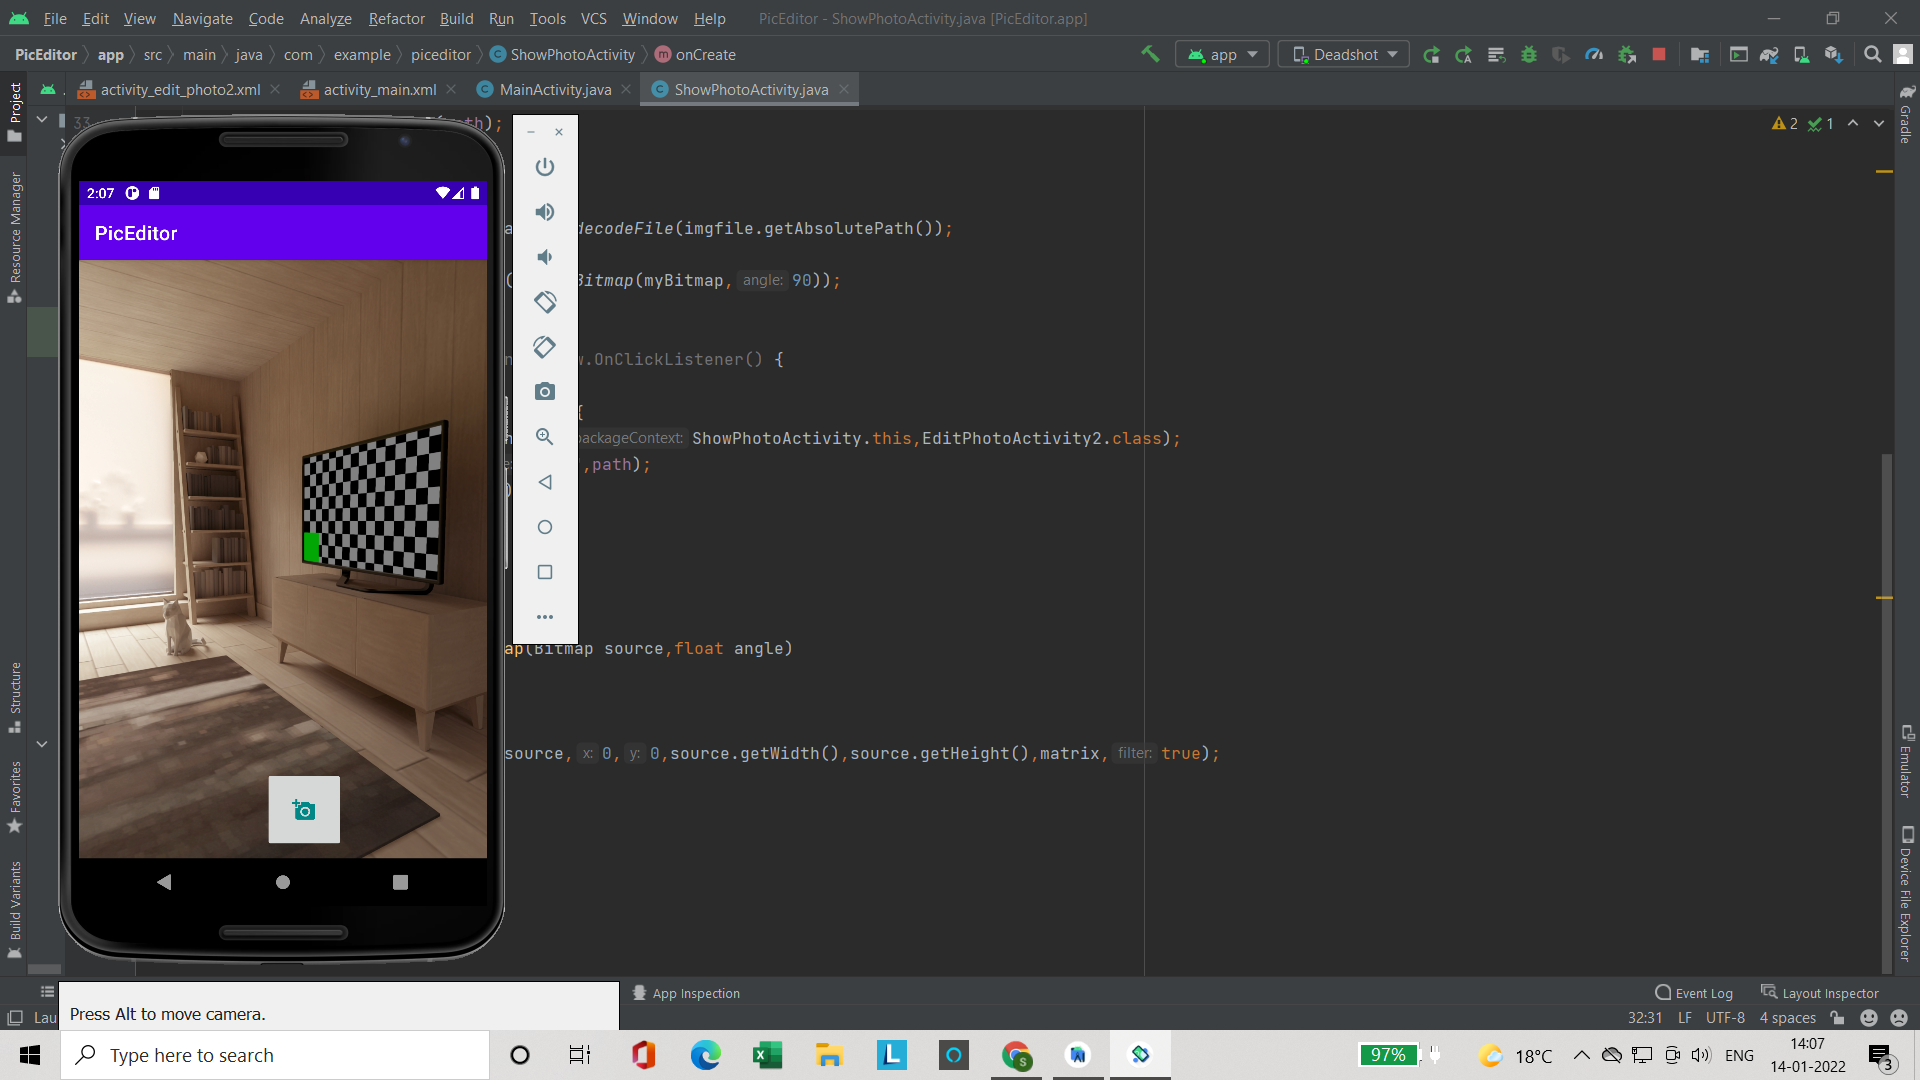 File Edit View Navigate Code Analyze Refactor Build Run Tools VCS Window Help PicEditor - ShowPhotoActivity.java [PicEditor.app]
PicEditor app src main java com example piceditor C ShowPhotoActivity m onCreate app Deadshot
activity_edit_photo2.xml activity_main.xml C MainActivity.java C ShowPhotoActivity.java
Project
Resource Manager
Structure
Favorites
Build Variants
33 th);
2 1
decodeFile(imgfile.getAbsolutePath());
Bitmap(myBitmap, angle: 90));
.OnClickListener() {
{
packageContext: ShowPhotoActivity.this,EditPhotoActivity2.class);
,path);
)
ap(Bitmap source,float angle)
source, x: 0, y: 0,source.getWidth(),source.getHeight(),matrix, filter: true);
2:07
PicEditor
Gradle
Emulator
Device File Explorer
App Inspection Event Log Layout Inspector
Press Alt to move camera.
Lau 32:31 LF UTF-8 4 spaces
Type here to search L S 97% 18°C ENG 14:07
14-01-2022 3